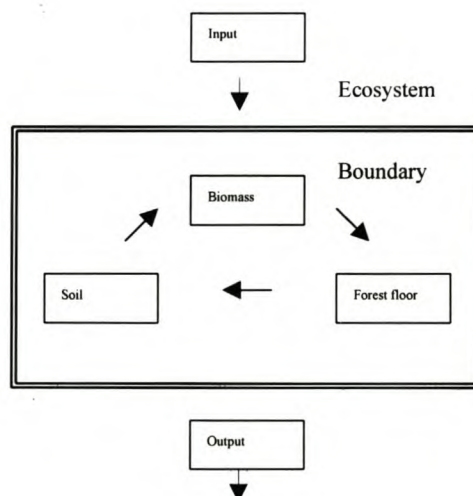 Input
Ecosystem
Boundary
Biomass
Soil
Forest floor
Output